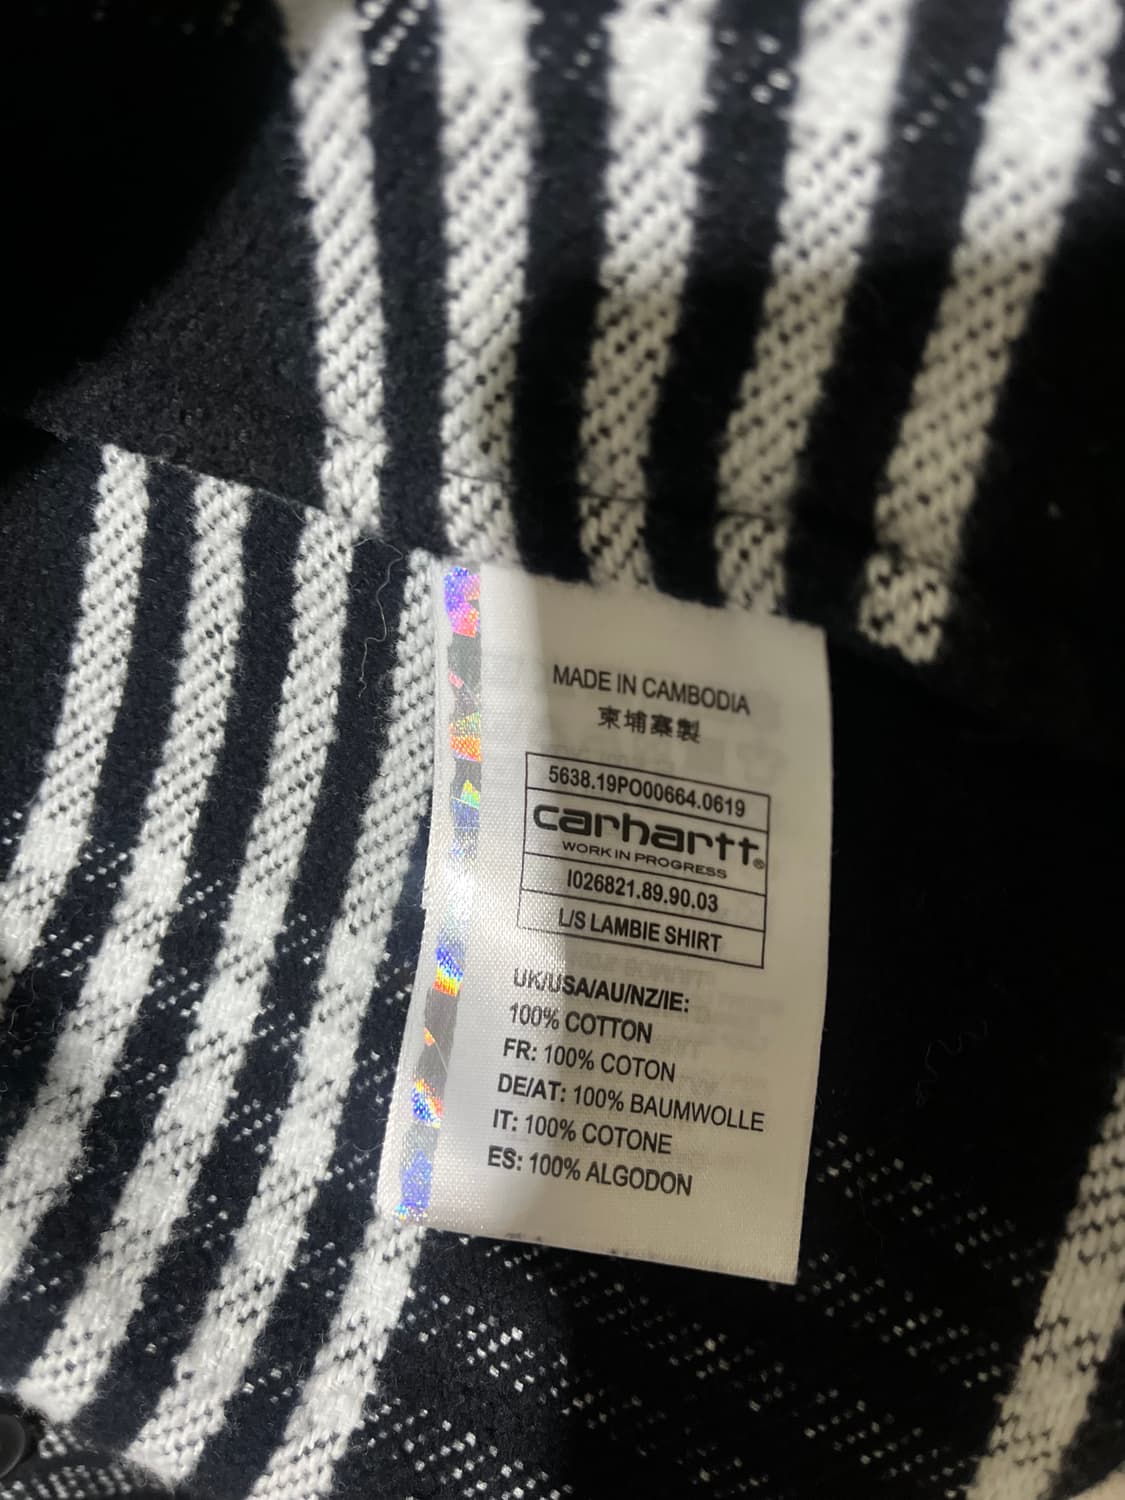 MADE IN CAMBODIA
柬埔寨製
5638.19PO00664.0619
carhartt®
WORK IN PROGRESS
I026821.89.90.03
L/S LAMBIE SHIRT
UK/USA/AU/NZ/IE:
100% COTTON
FR: 100% COTON
DE/AT: 100% BAUMWOLLE
IT: 100% COTONE
ES: 100% ALGODON